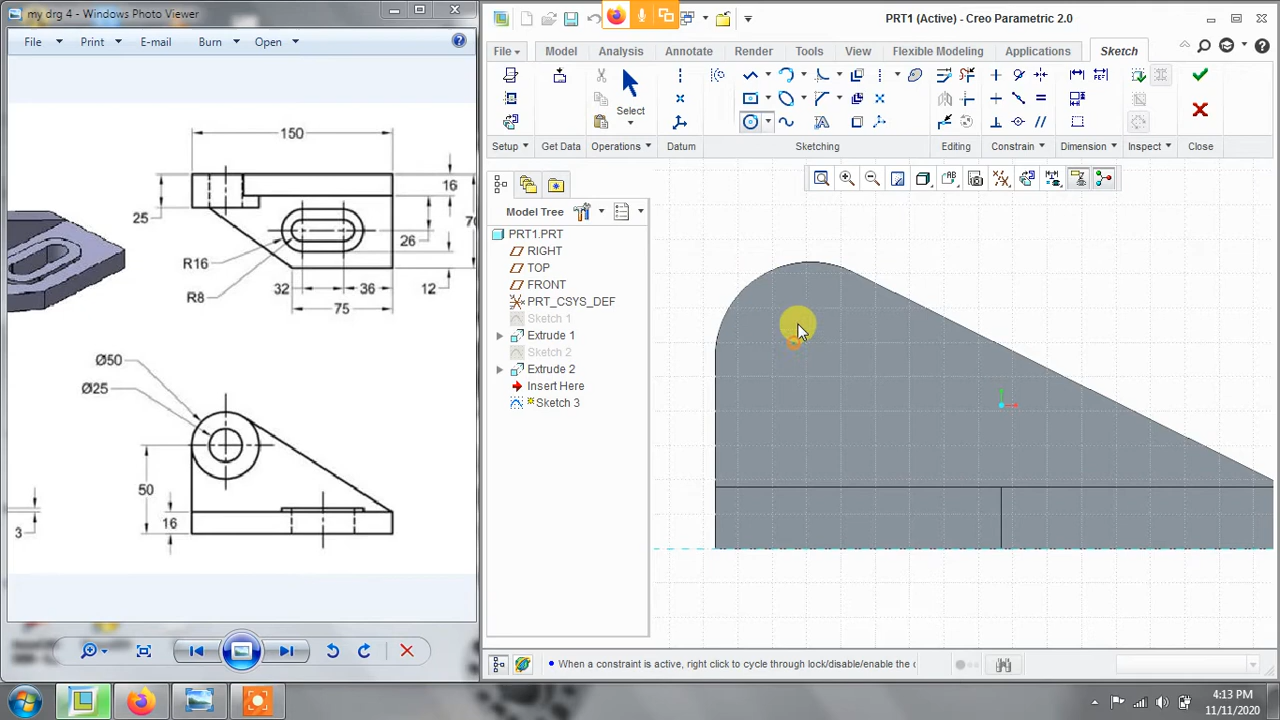 my drg 4 - Windows Photo Viewer
File
Print
E-mail
Burn
Open
150
16
25
70
26
R16
R8
32
36
12
75
Ø50
Ø25
50
16
3
PRT1 (Active) - Creo Parametric 2.0
File
Model
Analysis
Annotate
Render
Tools
View
Flexible Modeling
Applications
Sketch
Select
Setup
Get Data
Operations
Datum
Sketching
Editing
Constrain
Dimension
Inspect
Close
Model Tree
PRT1.PRT
RIGHT
TOP
FRONT
PRT_CSYS_DEF
Sketch 1
Extrude 1
Sketch 2
Extrude 2
Insert Here
Sketch 3
When a constraint is active, right click to cycle through lock/disable/enable the c
4:13 PM
11/11/2020